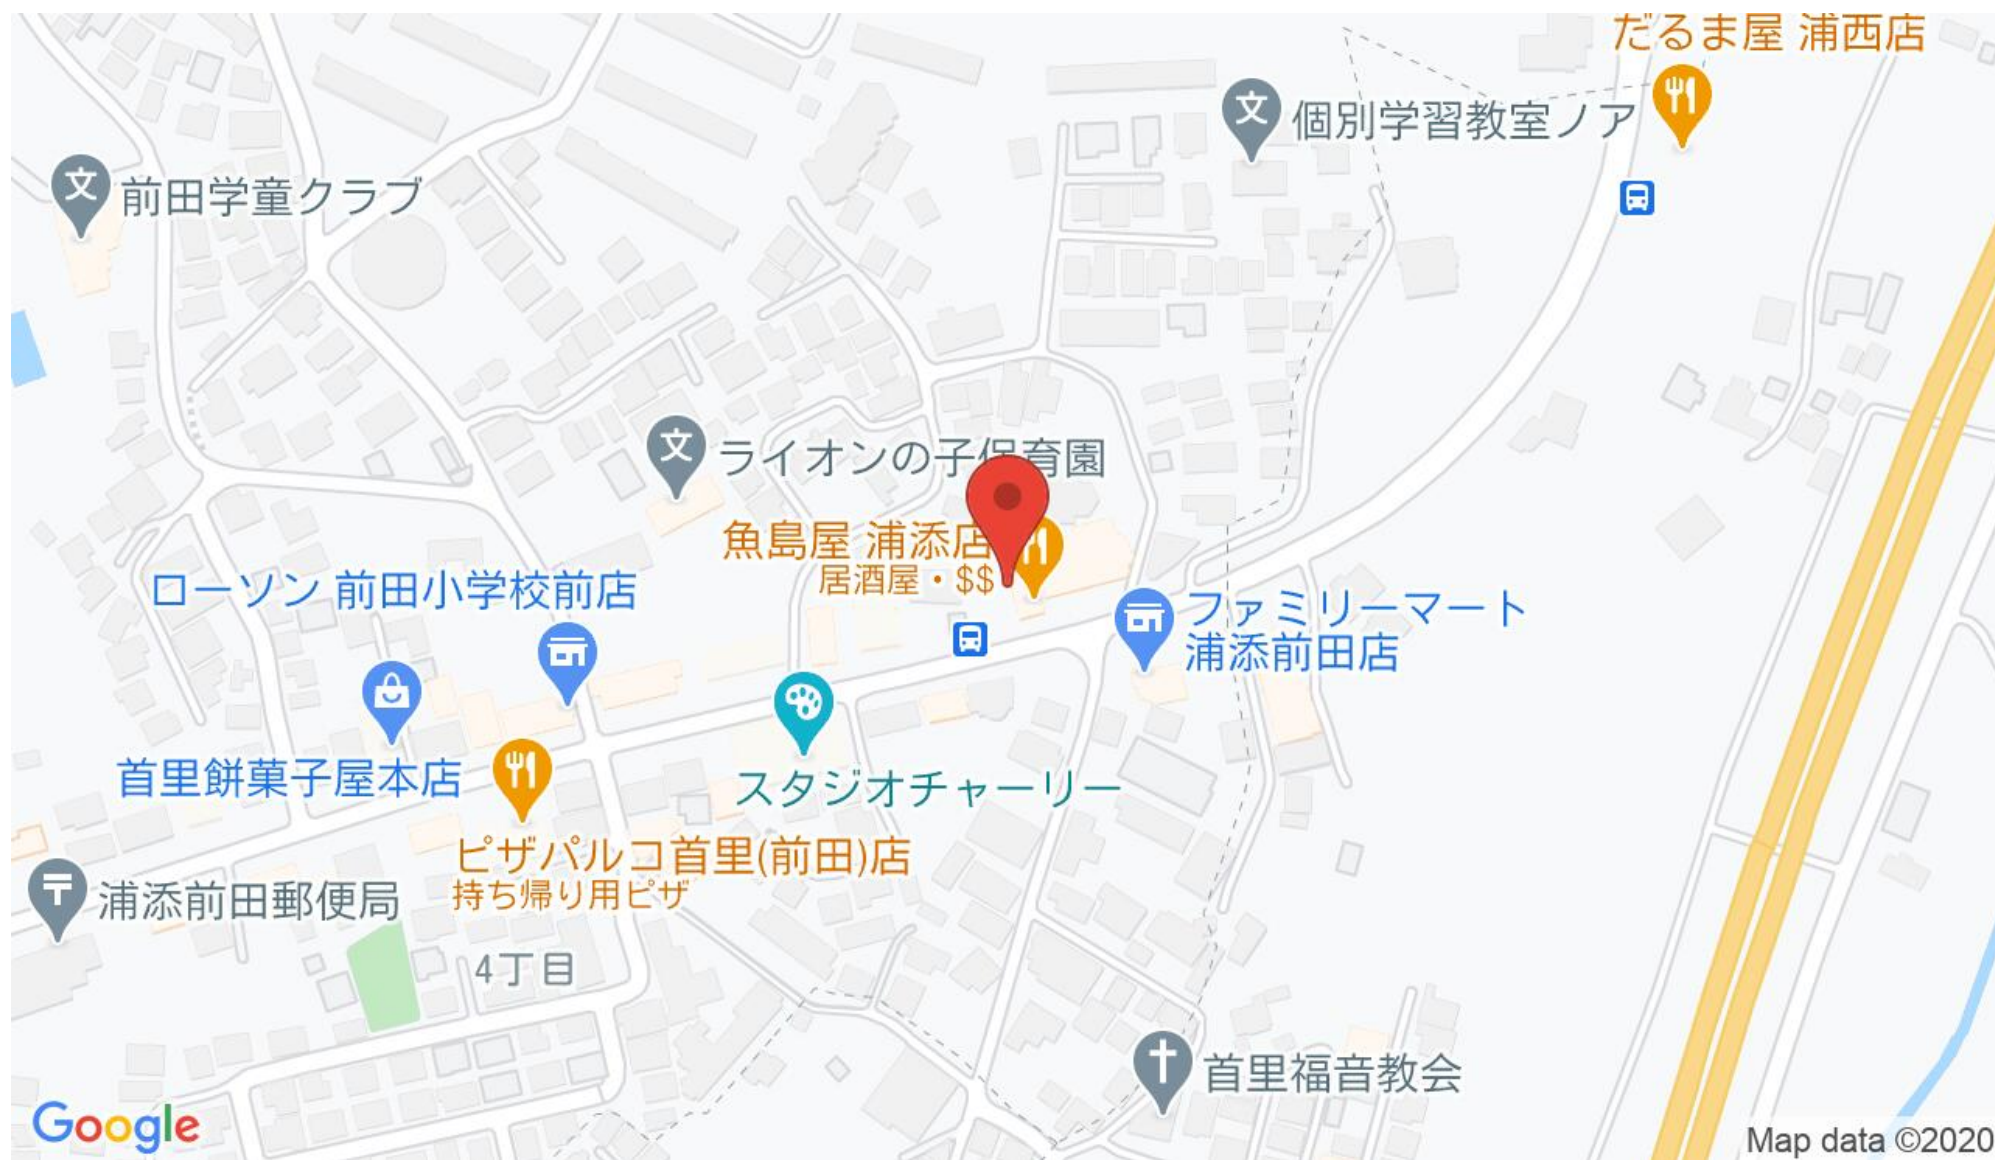 だるま屋 浦西店
個別学習教室ノア
前田学童クラブ
ライオンの子保育園
魚島屋 浦添店
居酒屋・$$
ローソン 前田小学校前店
ファミリーマート
浦添前田店
首里餅菓子屋本店
スタジオチャーリー
ピザパルコ首里(前田)店
持ち帰り用ピザ
浦添前田郵便局
4丁目
首里福音教会
Google
Map data ©2020